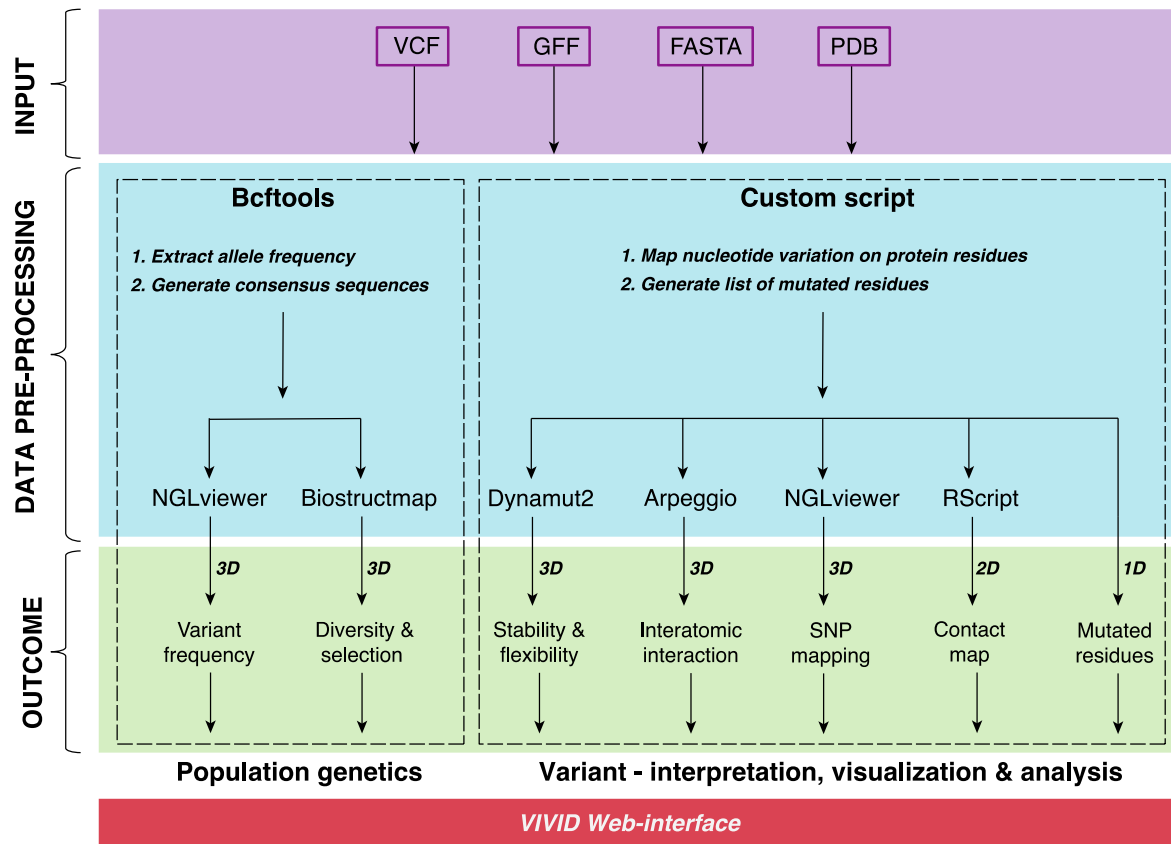 INPUT
VCF
GFF
FASTA
PDB
DATA PRE-PROCESSING
Bcftools
1. Extract allele frequency
2. Generate consensus sequences
Custom script
1. Map nucleotide variation on protein residues
2. Generate list of mutated residues
NGLviewer
Biostructmap
Dynamut2
Arpeggio
NGLviewer
RScript
OUTCOME
3D
3D
3D
3D
3D
2D
1D
Variant
frequency
Diversity &
selection
Stability &
flexibility
Interatomic
interaction
SNP
mapping
Contact
map
Mutated
residues
Population genetics
Variant - interpretation, visualization & analysis
VIVID Web-interface